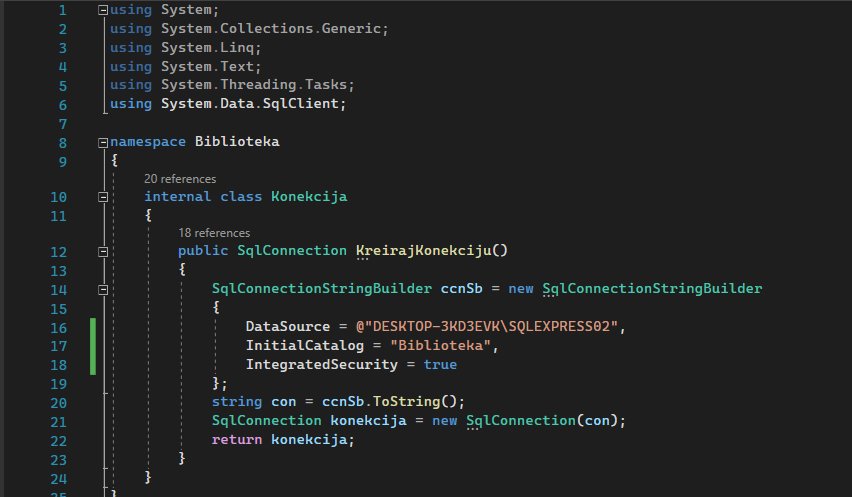 1 using System;
2 using System.Collections.Generic;
3 using System.Linq;
4 using System.Text;
5 using System.Threading.Tasks;
6 using System.Data.SqlClient;
7
8 namespace Biblioteka
9 {
20 references
10 internal class Konekcija
11 {
18 references
12 public SqlConnection KreirajKonekciju()
13 {
14 SqlConnectionStringBuilder ccnSb = new SqlConnectionStringBuilder
15 {
16 DataSource = @"DESKTOP-3KD3EVK\SQLEXPRESS02",
17 InitialCatalog = "Biblioteka",
18 IntegratedSecurity = true
19 };
20 string con = ccnSb.ToString();
21 SqlConnection konekcija = new SqlConnection(con);
22 return konekcija;
23 }
24 }
25 }